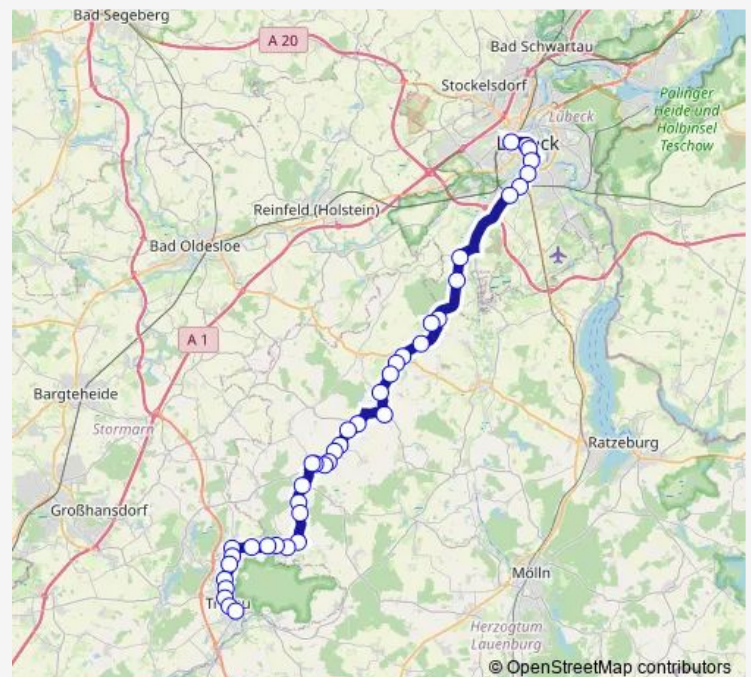 Bad Segeberg
A 20
Bad Schwartau
Stockelsdorf
Palinger
Heide und
Halbinsel
Teschow
Lübeck
Reinfeld (Holstein)
Bad Oldesloe
A 1
Bargteheide
Stormarn
Ratzeburg
Großhansdorf
Mölln
Herzogtum
Lauenburg
© OpenStreetMap contributors